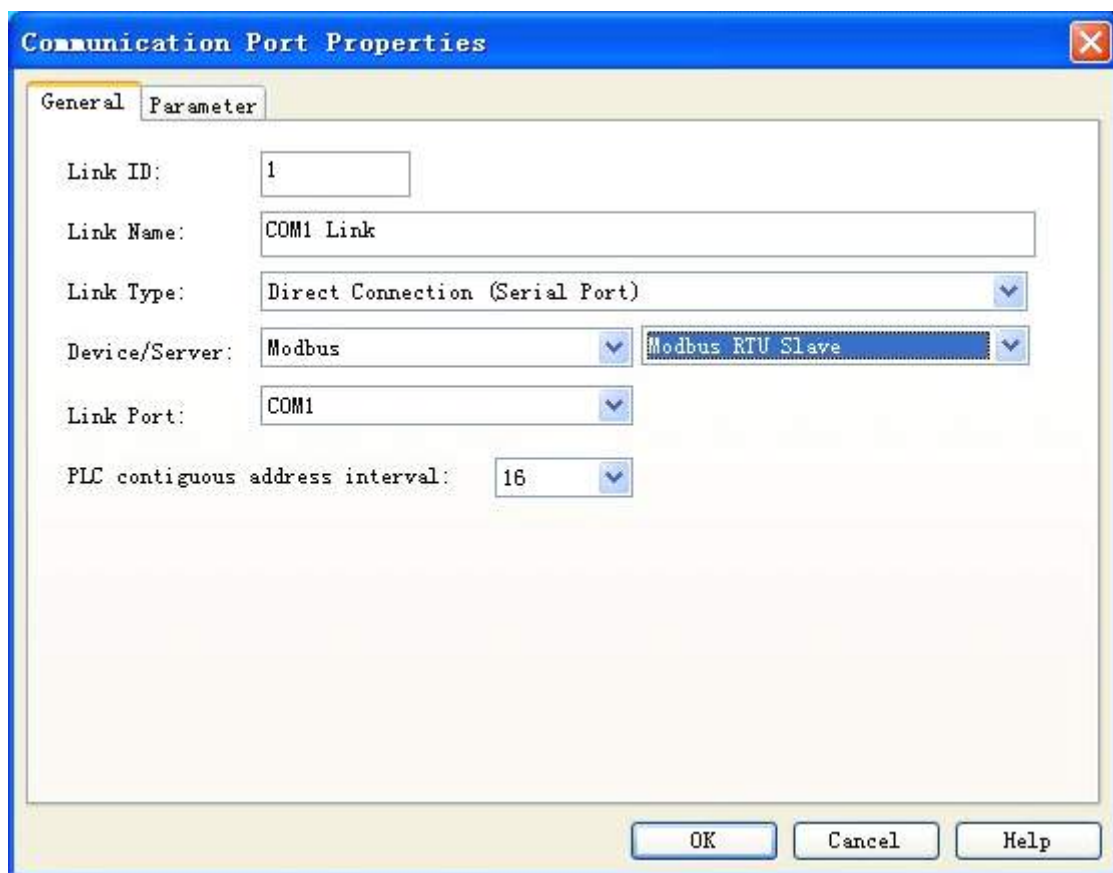 Communication Port Properties
General Parameter
Link ID: 1
Link Name: COM1 Link
Link Type: Direct Connection (Serial Port)
Device/Server: Modbus Modbus RTU Slave
Link Port: COM1
PLC contiguous address interval: 16
OK Cancel Help